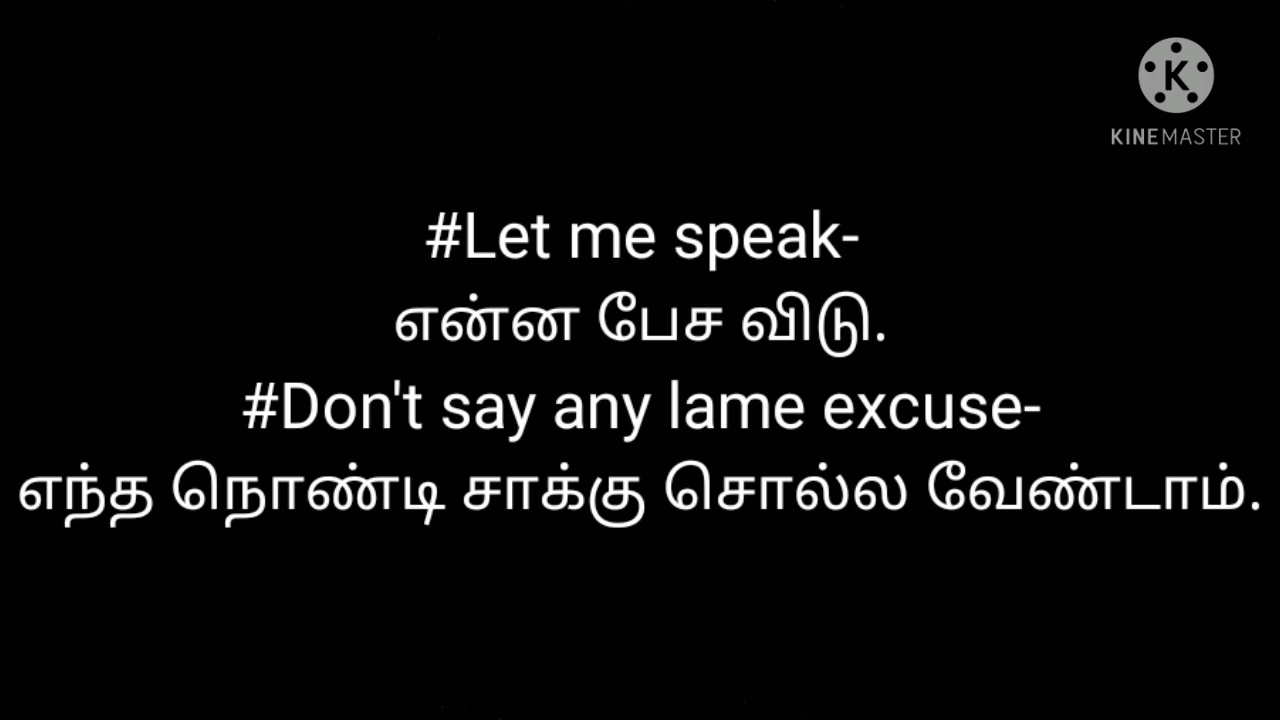 K
KINEMASTER
#Let me speak-
என்ன பேச விடு.
#Don't say any lame excuse-
எந்த நொண்டி சாக்கு சொல்ல வேண்டாம்.